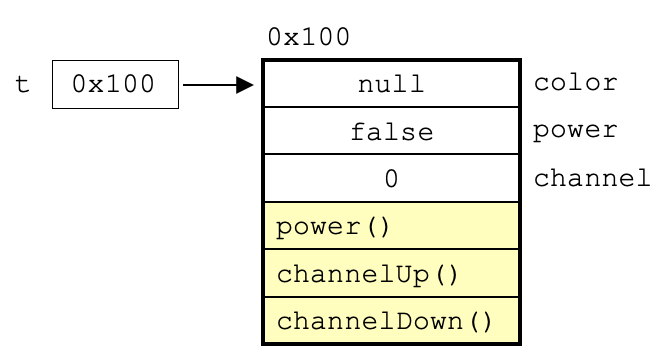 0x100
t 0x100 null color
false power
0 channel
power()
channelUp()
channelDown()